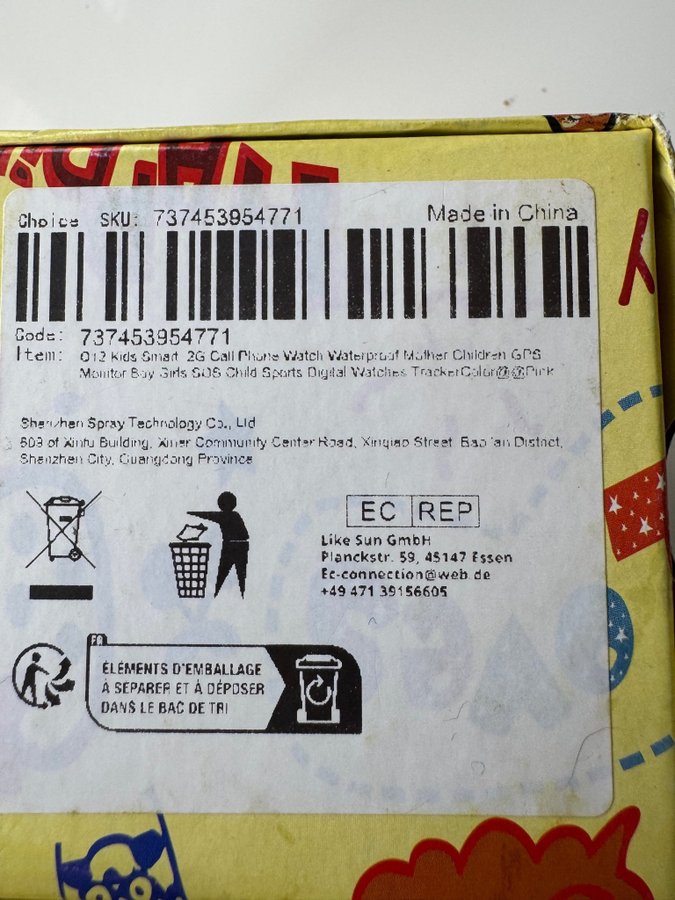 Choice SKU: 737453954771 Made in China
Code: 737453954771
Item: Q12 Kids Smart 2G Call Phone Watch Waterproof Mother Children GPS
Monitor Boy Girls SOS Child Sports Digital Watches TrackerColor@@Pink
Shenzhen Spray Technology Co., Ltd
609 of Xinfu Building, Xiner Community Center Road, Xinqiao Street Bao 'an District,
Shenzhen City, Guangdong Province
EC REP
Like Sun GmbH
Planckstr. 59, 45147 Essen
Ec-connection@web.de
+49 471 39156605
FR
ÉLÉMENTS D'EMBALLAGE
À SÉPARER ET À DÉPOSER
DANS LE BAC DE TRI